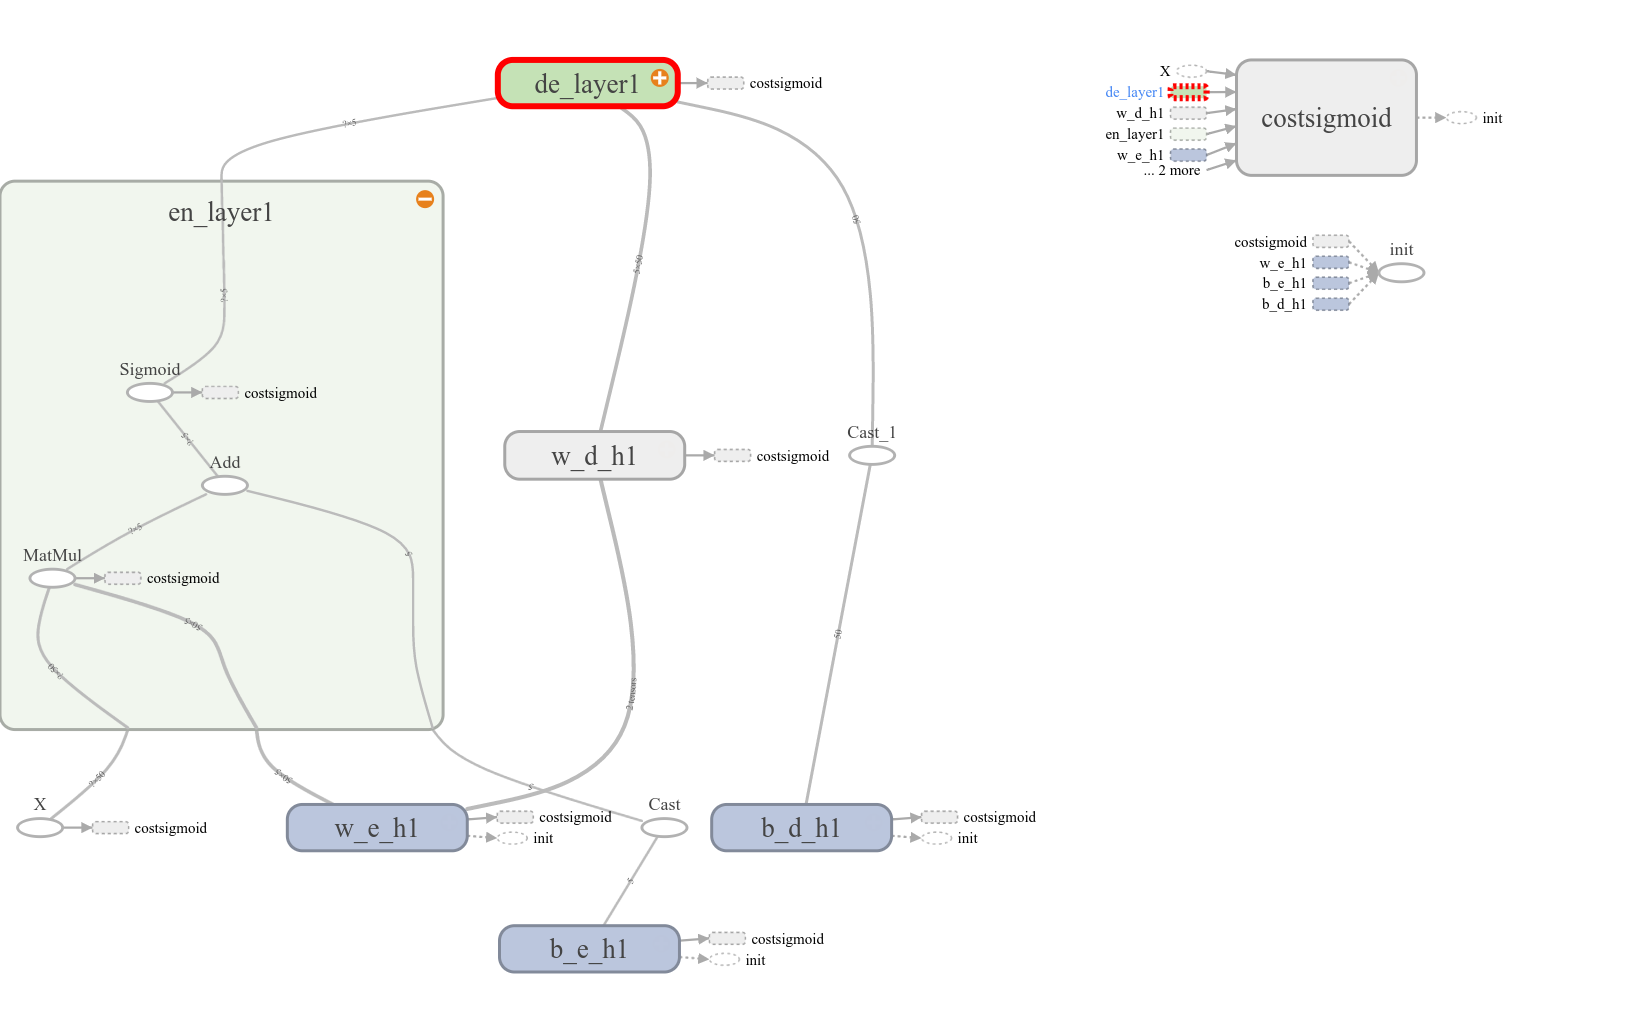 de_layer1
costsigmoid
?×5
en_layer1
?×5
Sigmoid
costsigmoid
?×5
Add
?×5
MatMul
costsigmoid
5
50×5
?×50
5×50
50
w_d_h1
costsigmoid
Cast_1
50
2 tensors
?×50
50×5
5
X
costsigmoid
w_e_h1
costsigmoid
init
Cast
b_d_h1
costsigmoid
init
5
b_e_h1
costsigmoid
init
X
de_layer1
w_d_h1
en_layer1
w_e_h1
... 2 more
costsigmoid
init
costsigmoid
w_e_h1
b_e_h1
b_d_h1
init